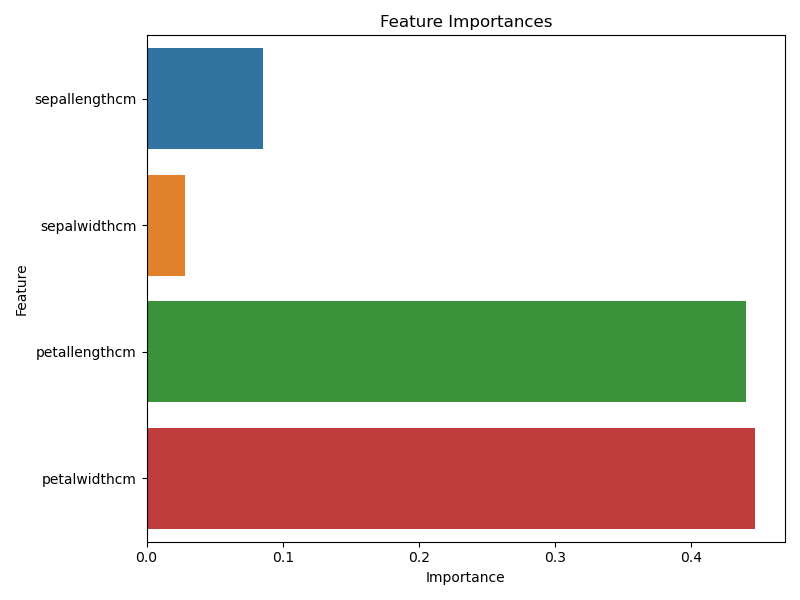 Feature Importances
sepallengthcm
sepalwidthcm
petallengthcm
petalwidthcm
Feature
0.0 0.1 0.2 0.3 0.4
Importance